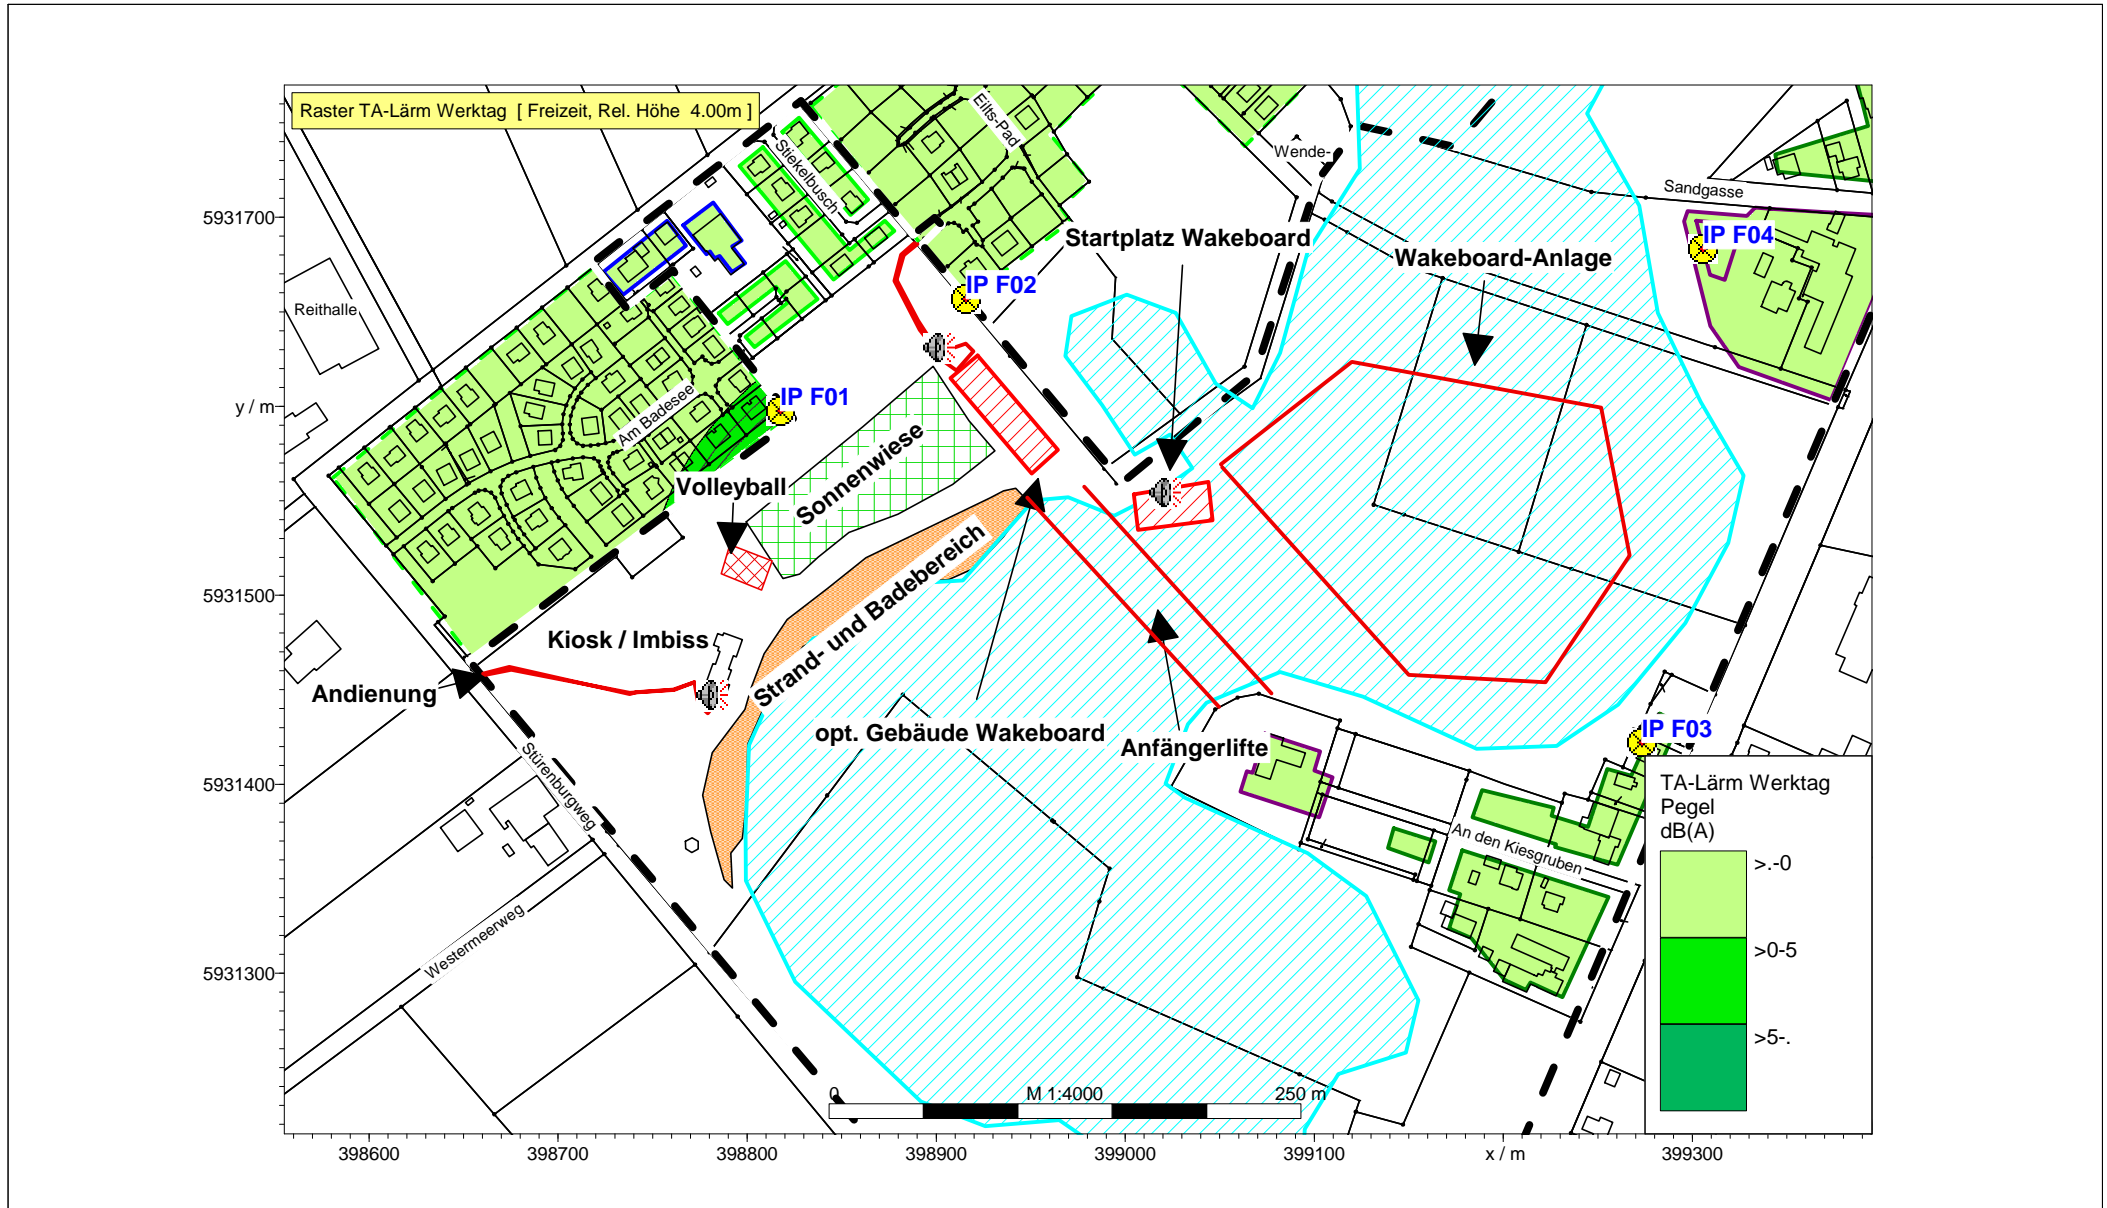 Raster TA-Lärm Werktag [ Freizeit, Rel. Höhe 4.00m ]
Eilts-Pad
Stiekelbusch
Wende-
Sandgasse
5931700
Startplatz Wakeboard
IP F04
Wakeboard-Anlage
IP F02
Reithalle
y / m
IP F01
Am Badesee
Sonnenwiese
Volleyball
5931500
Strand- und Badebereich
Kiosk / Imbiss
Andienung
opt. Gebäude Wakeboard
Anfängerlifte
IP F03
Stürenburgweg
5931400
An den Kiesgruben
TA-Lärm Werktag
Pegel
dB(A)
>.-0
>0-5
>5-.
Westermeerweg
5931300
0
M 1:4000
250 m
398600
398700
398800
398900
399000
399100
x / m
399300